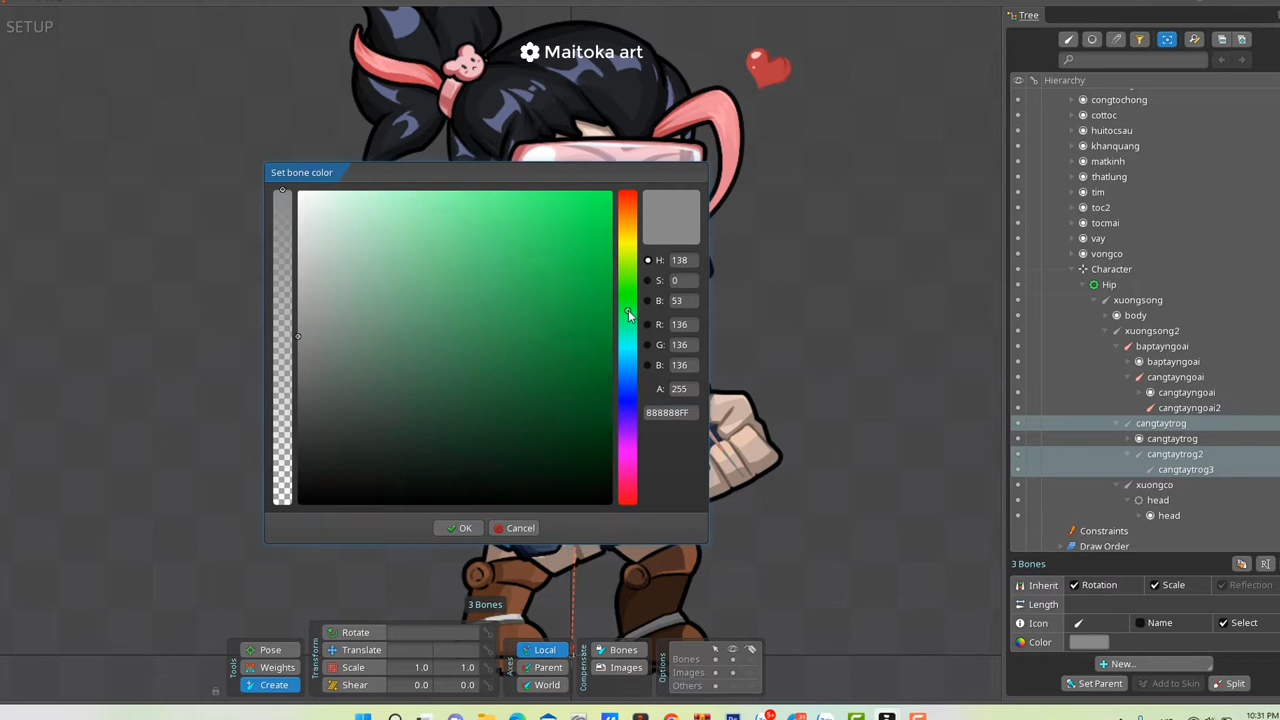 SETUP
Maitoka art
Tree
Hierarchy
congtochong
cottoc
huitocsau
khanquang
matkinh
thatlung
tim
toc2
tocmai
vay
vongco
Character
Hip
xuongsong
body
xuongsong2
baptayngoai
baptayngoai
cangtayngoai
cangtayngoai
cangtayngoai2
cangtaytrog
cangtaytrog
cangtaytrog2
cangtaytrog3
xuongco
head
head
Constraints
Draw Order
3 Bones
Inherit Rotation Scale Reflection
Length
Icon Name Select
Color
New...
Set Parent Add to Skin Split
Set bone color
H: 138
S: 0
B: 53
R: 136
G: 136
B: 136
A: 255
888888FF
OK Cancel
3 Bones
Tools
Pose
Weights
Create
Transform
Rotate
Translate
Scale 1.0 1.0
Shear 0.0 0.0
Axes
Local
Parent
World
Compensate
Bones
Images
Options
Bones
Images
Others
10:31 PM